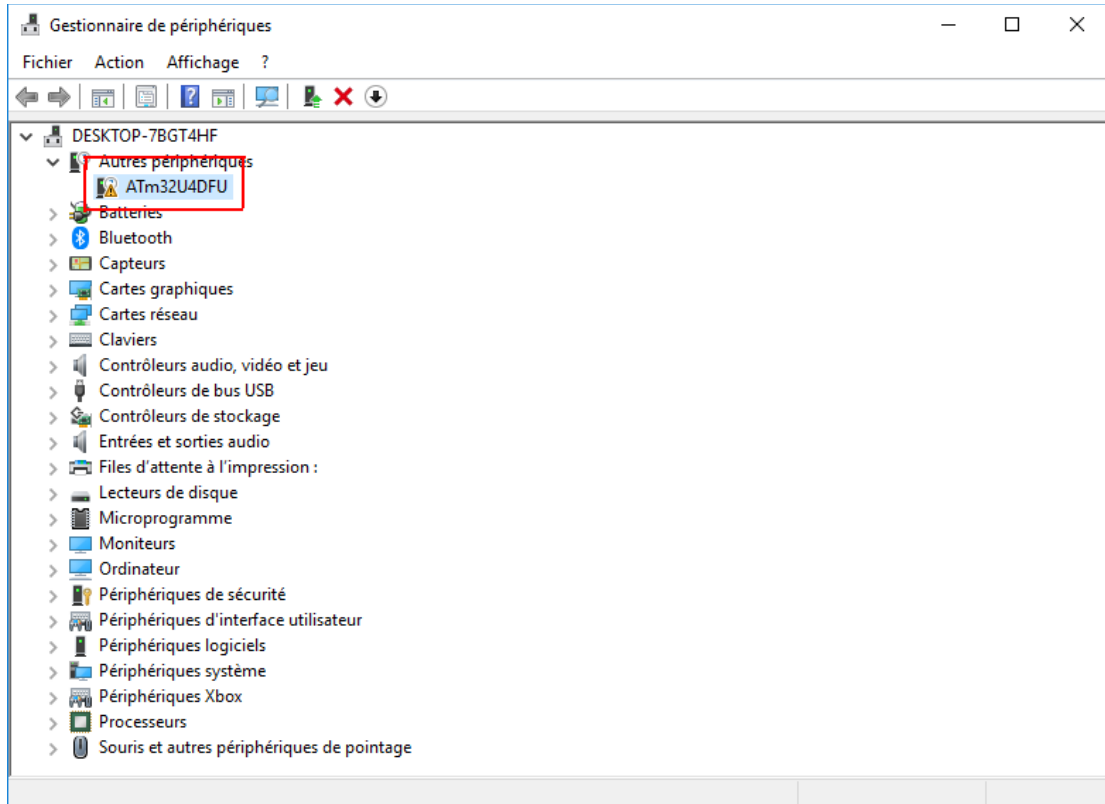 Gestionnaire de périphériques
Fichier Action Affichage ?
DESKTOP-7BGT4HF
Autres périphériques
ATm32U4DFU
Batteries
Bluetooth
Capteurs
Cartes graphiques
Cartes réseau
Claviers
Contrôleurs audio, vidéo et jeu
Contrôleurs de bus USB
Contrôleurs de stockage
Entrées et sorties audio
Files d'attente à l'impression :
Lecteurs de disque
Microprogramme
Moniteurs
Ordinateur
Périphériques de sécurité
Périphériques d'interface utilisateur
Périphériques logiciels
Périphériques système
Périphériques Xbox
Processeurs
Souris et autres périphériques de pointage